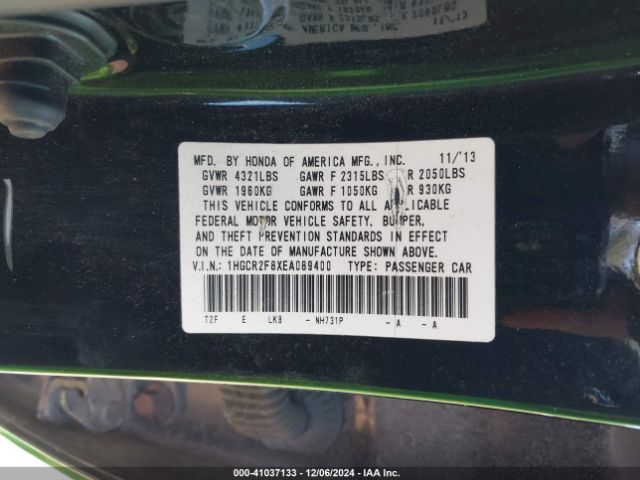 MFD. BY HONDA OF AMERICA MFG., INC. 11/'13
GVWR 4321LBS GAWR F 2315LBS R 2050LBS
GVWR 1960KG GAWR F 1050KG R 930KG
THIS VEHICLE CONFORMS TO ALL APPLICABLE
FEDERAL MOTOR VEHICLE SAFETY, BUMPER,
AND THEFT PREVENTION STANDARDS IN EFFECT
ON THE DATE OF MANUFACTURE SHOWN ABOVE.
V.I.N.: 1HGCR2F8XEA089400 TYPE: PASSENGER CAR
T2F E LK8 - NH731P - A - A
000-41037133 - 12/06/2024 - IAA Inc.